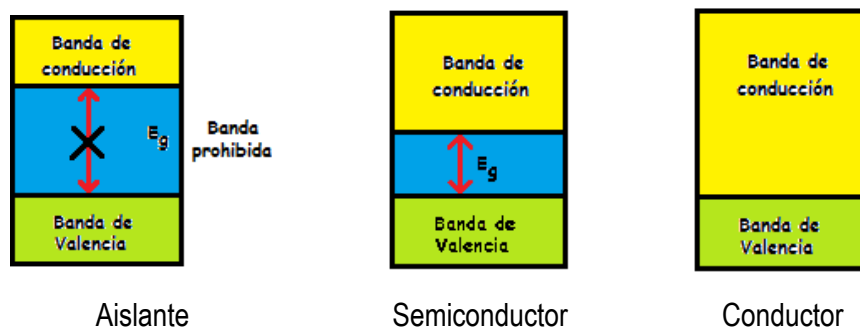 Banda de
conducción
Eg
Banda
prohibida
Banda de
Valencia
Aislante
Banda de
conducción
Eg
Banda de
Valencia
Semiconductor
Banda de
conducción
Banda de
Valencia
Conductor